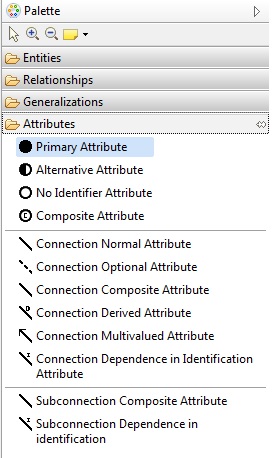 Palette
Entities
Relationships
Generalizations
Attributes
Primary Attribute
Alternative Attribute
No Identifier Attribute
Composite Attribute
Connection Normal Attribute
Connection Optional Attribute
Connection Composite Attribute
Connection Derived Attribute
Connection Multivalued Attribute
Connection Dependence in Identification
Attribute
Subconnection Composite Attribute
Subconnection Dependence in
identification